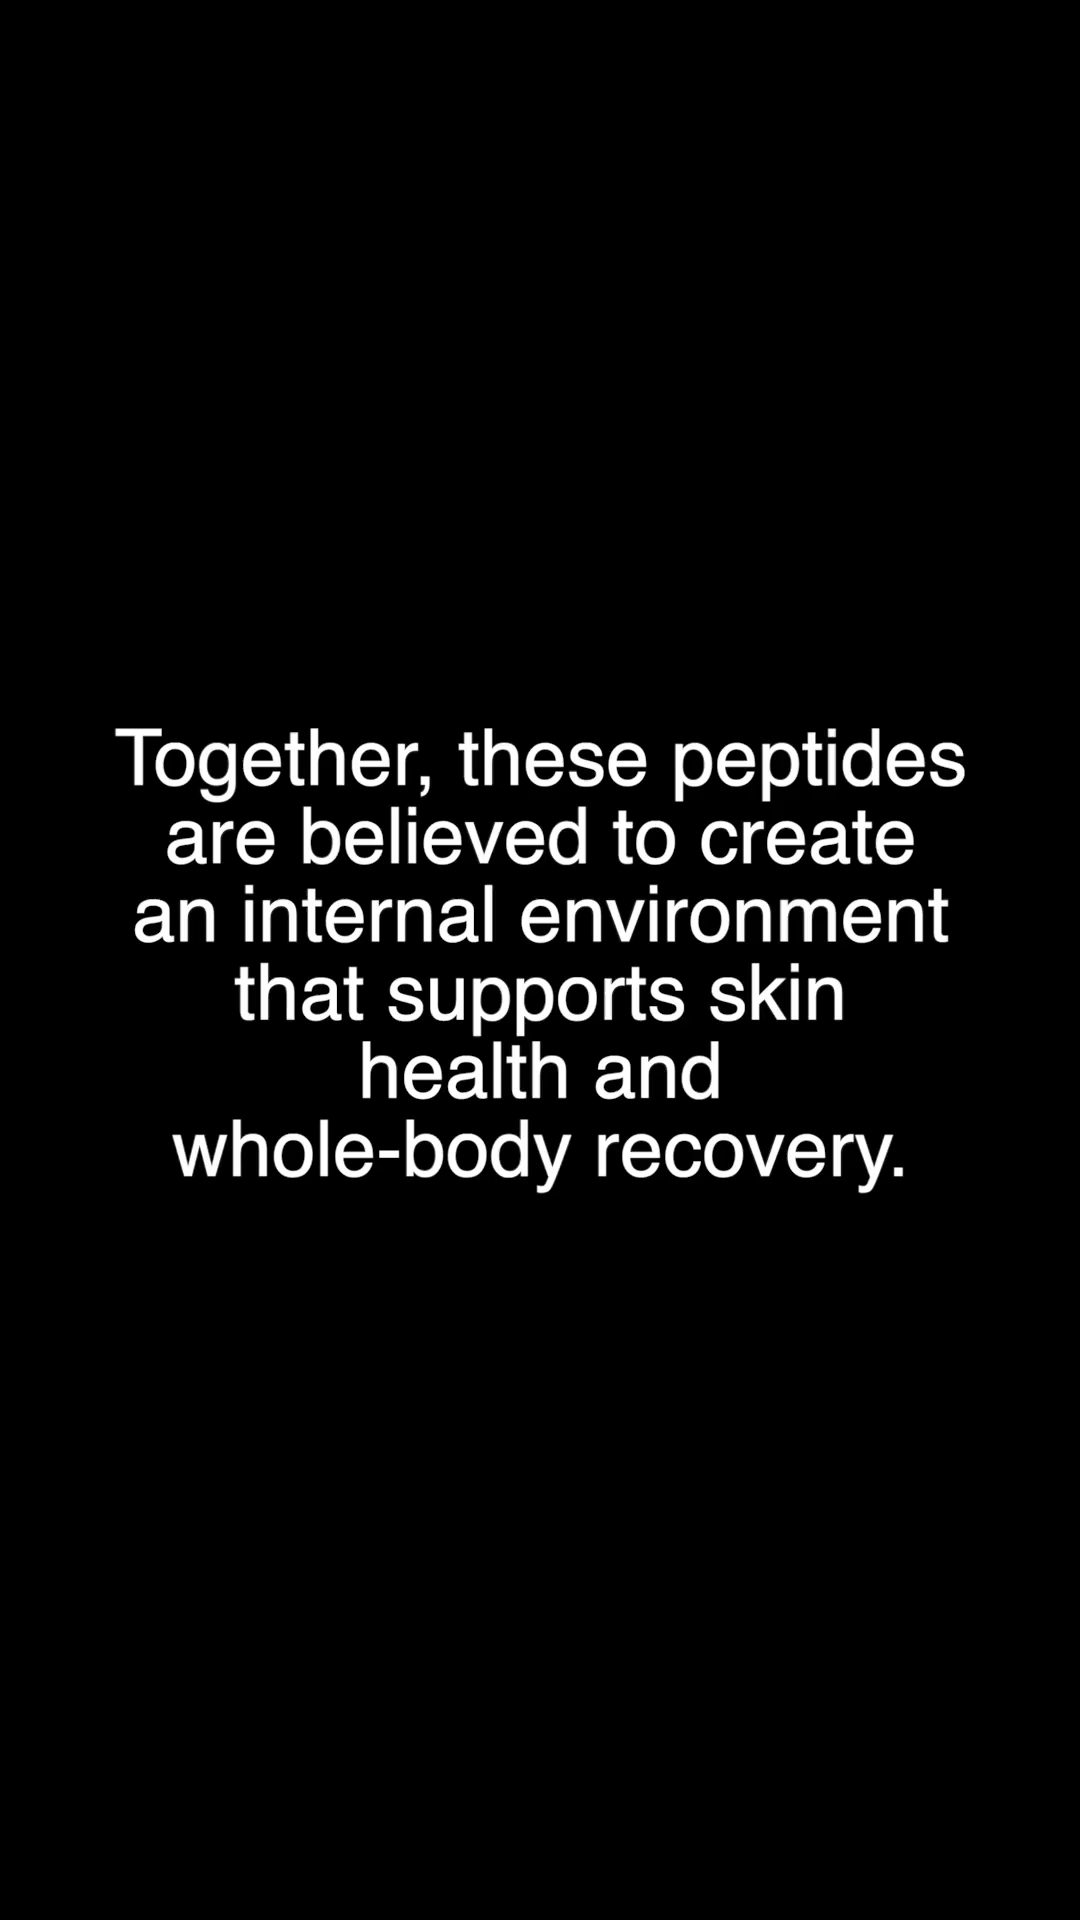 Together, these peptides
are believed to create
an internal environment
that supports skin
health and
whole-body recovery.